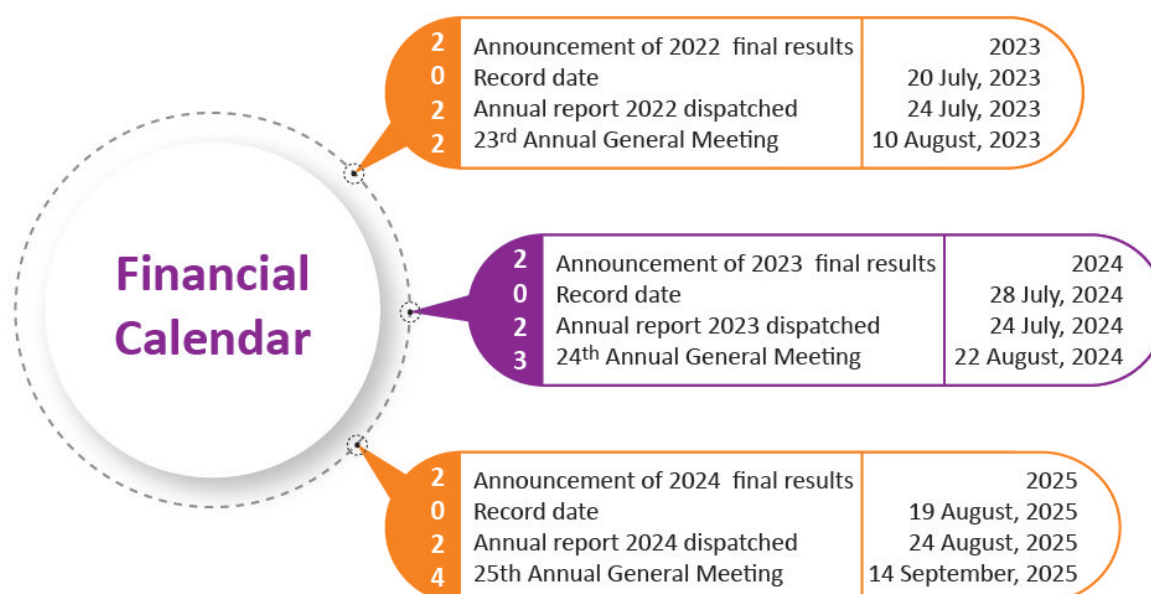 Financial
Calendar
2
0
2
2
Announcement of 2022 final results 2023
Record date 20 July, 2023
Annual report 2022 dispatched 24 July, 2023
23rd Annual General Meeting 10 August, 2023
2
0
2
3
Announcement of 2023 final results 2024
Record date 28 July, 2024
Annual report 2023 dispatched 24 July, 2024
24th Annual General Meeting 22 August, 2024
2
0
2
4
Announcement of 2024 final results 2025
Record date 19 August, 2025
Annual report 2024 dispatched 24 August, 2025
25th Annual General Meeting 14 September, 2025